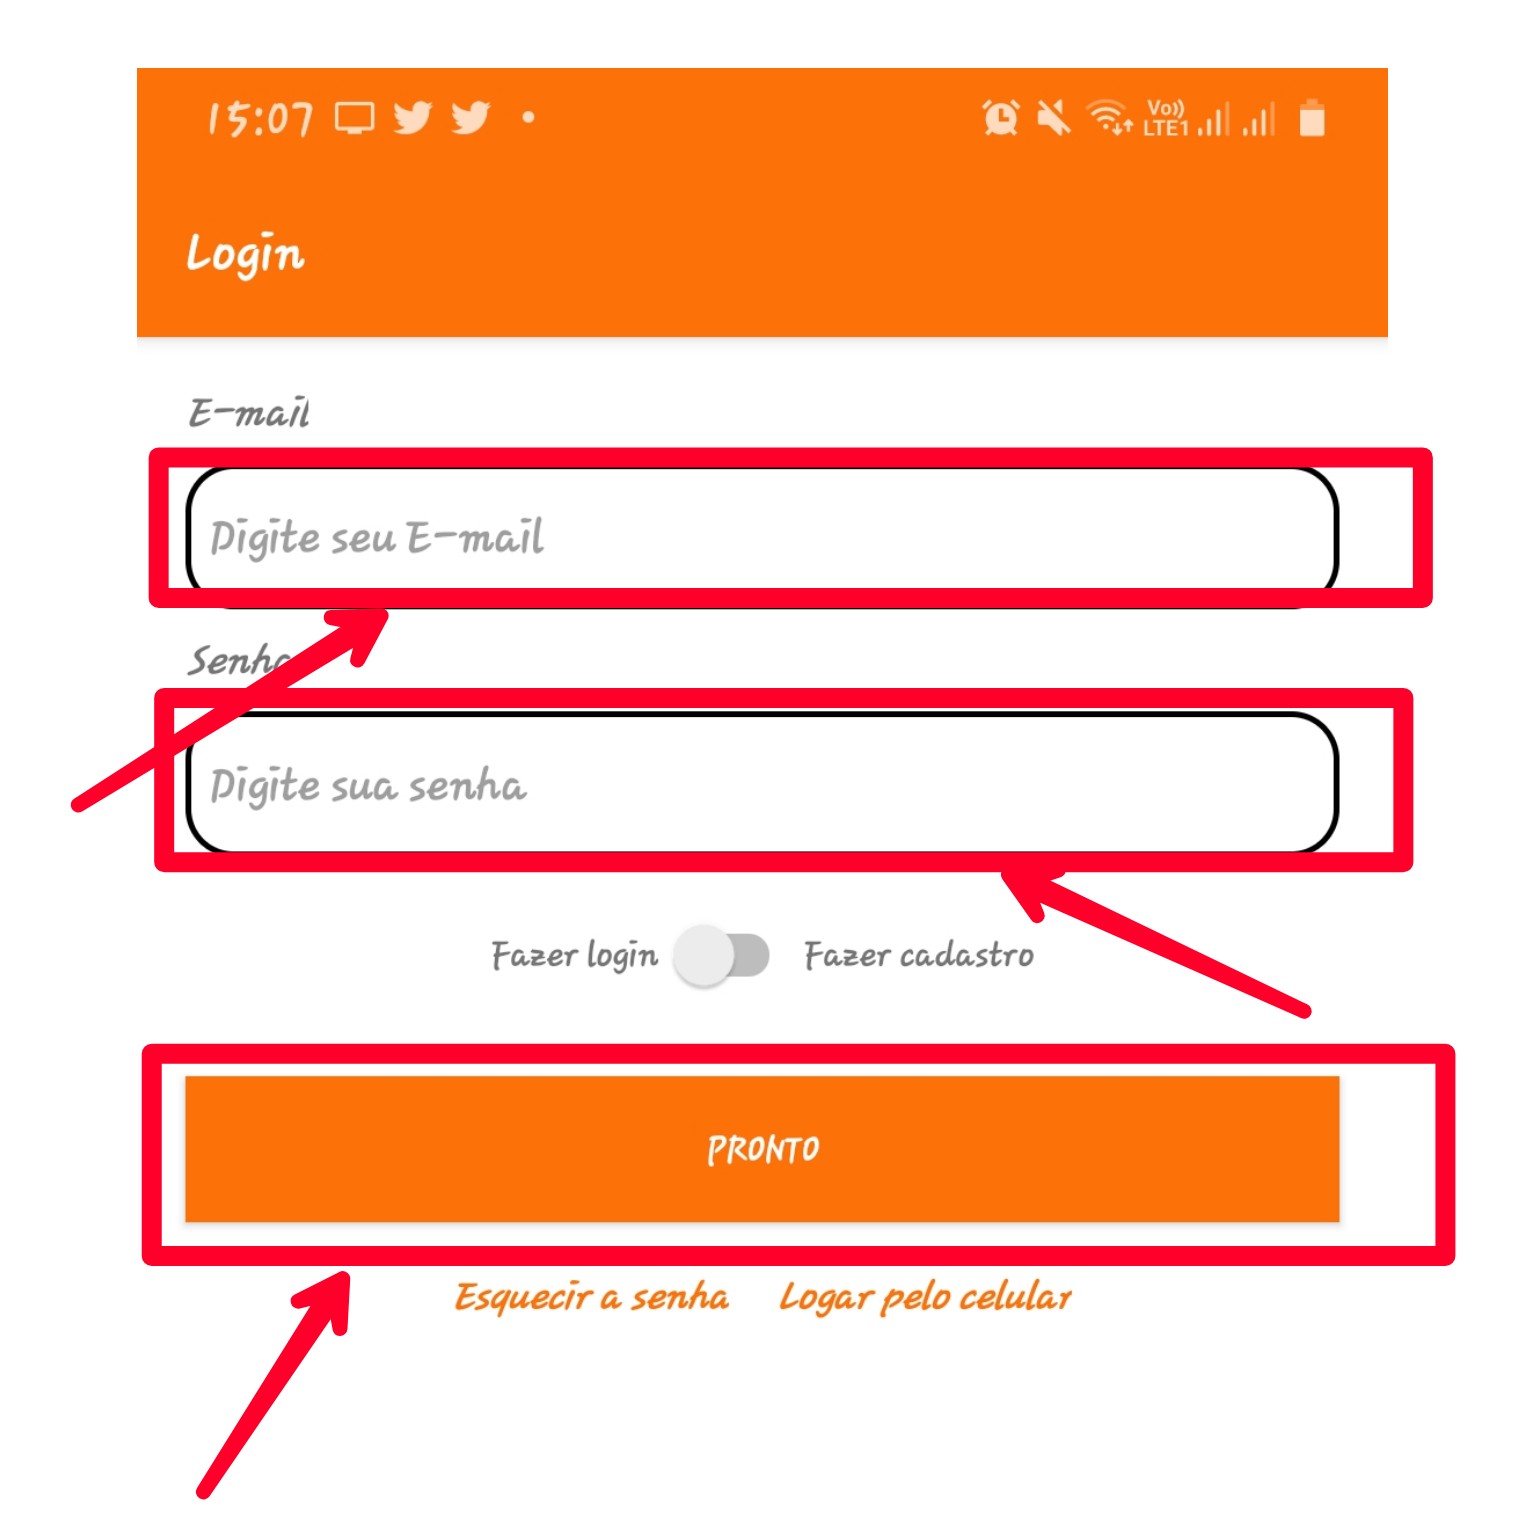 15:07 Vo)) LTE1
Login
E-mail
Digite seu E-mail
Senha
Digite sua senha
Fazer login Fazer cadastro
PRONTO
Esquecir a senha Logar pelo celular